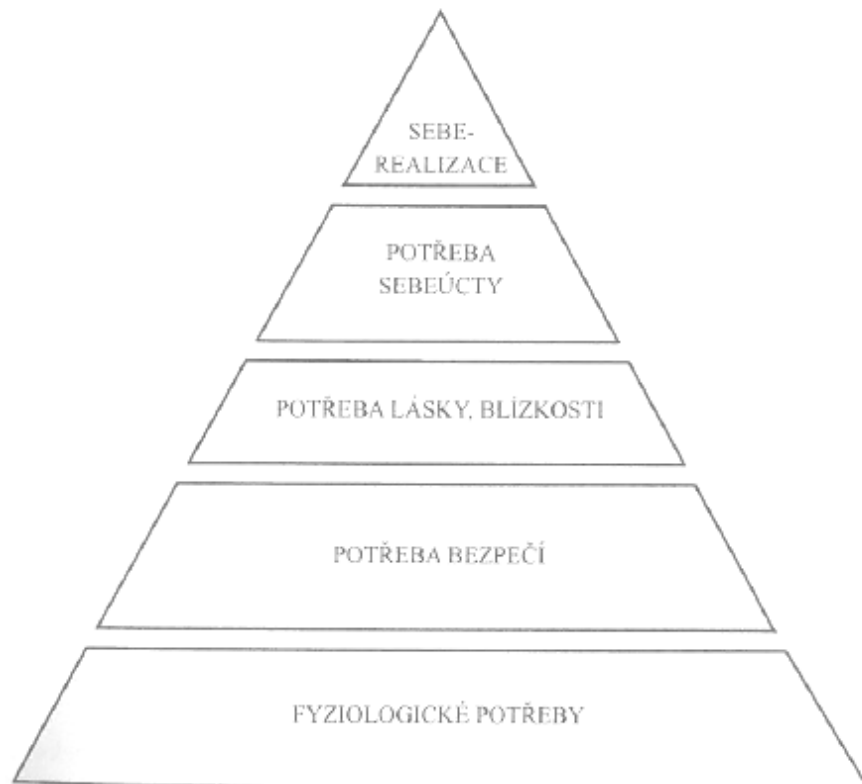 SEBE-
REALIZACE
POTŘEBA
SEBEÚCTY
POTŘEBA LÁSKY, BLÍZKOSTI
POTŘEBA BEZPEČÍ
FYZIOLOGICKÉ POTŘEBY